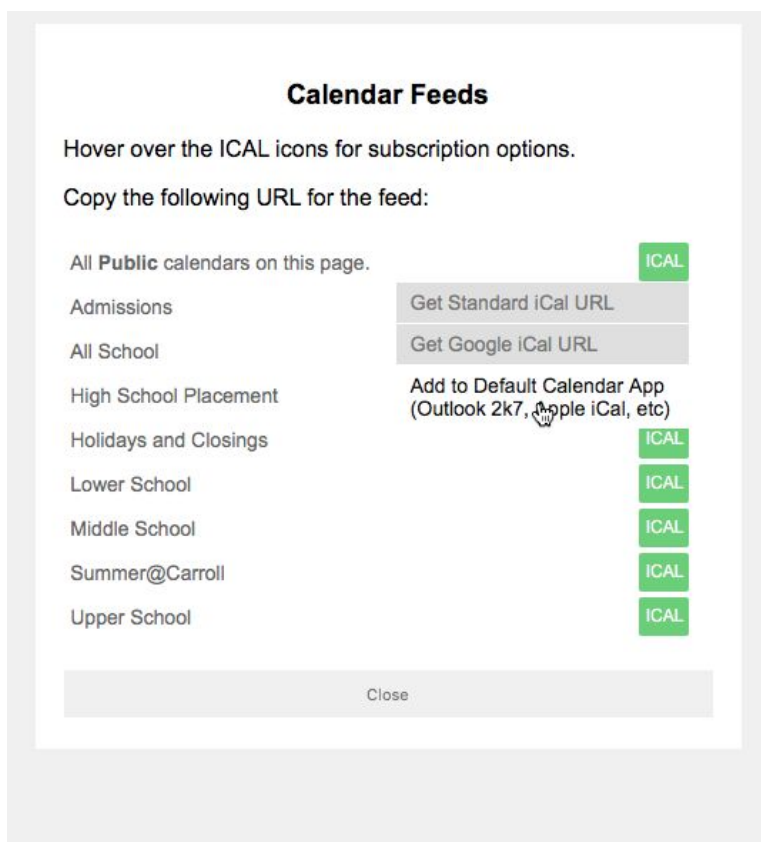 Calendar Feeds
Hover over the ICAL icons for subscription options.
Copy the following URL for the feed:
All Public calendars on this page.
ICAL
Admissions
Get Standard iCal URL
All School
Get Google iCal URL
High School Placement
Add to Default Calendar App
(Outlook 2k7, Apple iCal, etc)
Holidays and Closings
ICAL
Lower School
ICAL
Middle School
ICAL
Summer@Carroll
ICAL
Upper School
ICAL
Close